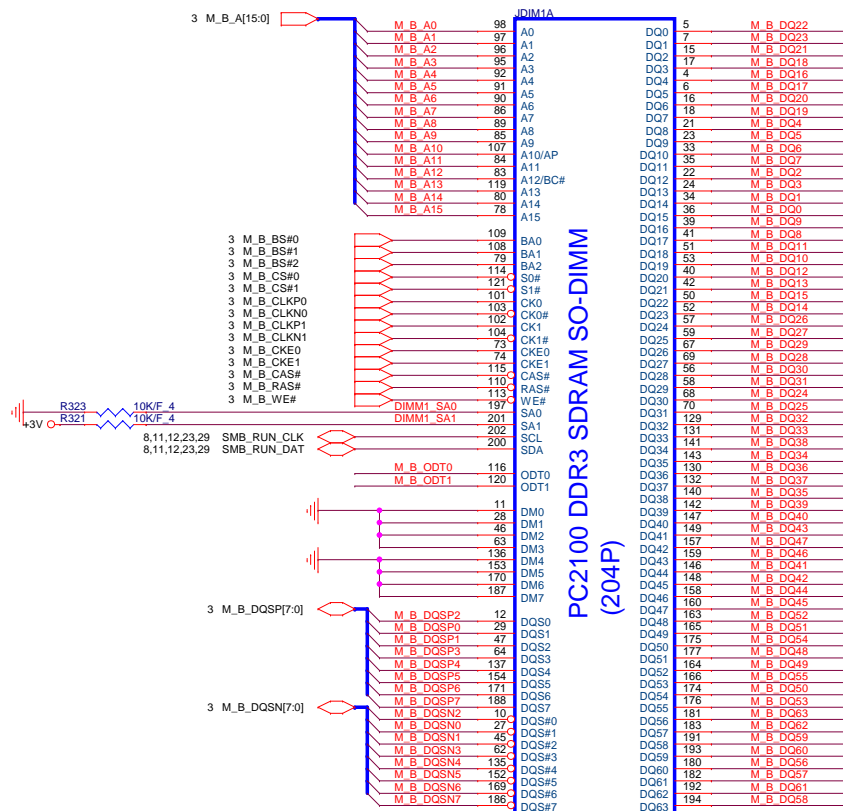 JDIM1A
3 M_B_A[15:0]
M_B_A0 98 A0
M_B_A1 97 A1
M_B_A2 96 A2
M_B_A3 95 A3
M_B_A4 92 A4
M_B_A5 91 A5
M_B_A6 90 A6
M_B_A7 86 A7
M_B_A8 89 A8
M_B_A9 85 A9
M_B_A10 107 A10/AP
M_B_A11 84 A11
M_B_A12 83 A12/BC#
M_B_A13 119 A13
M_B_A14 80 A14
M_B_A15 78 A15
3 M_B_BS#0 109 BA0
3 M_B_BS#1 108 BA1
3 M_B_BS#2 79 BA2
3 M_B_CS#0 114 S0#
3 M_B_CS#1 121 S1#
3 M_B_CLKP0 101 CK0
3 M_B_CLKN0 103 CK0#
3 M_B_CLKP1 102 CK1
3 M_B_CLKN1 104 CK1#
3 M_B_CKE0 73 CKE0
3 M_B_CKE1 74 CKE1
3 M_B_CAS# 115 CAS#
3 M_B_RAS# 110 RAS#
3 M_B_WE# 113 WE#
R323 10K/F_4 DIMM1_SA0 197 SA0
+3V R321 10K/F_4 DIMM1_SA1 201 SA1
8,11,12,23,29 SMB_RUN_CLK 202 SCL
8,11,12,23,29 SMB_RUN_DAT 200 SDA
M_B_ODT0 116 ODT0
M_B_ODT1 120 ODT1
11 DM0
28 DM1
46 DM2
63 DM3
136 DM4
153 DM5
170 DM6
187 DM7
3 M_B_DQSP[7:0]
M_B_DQSP2 12 DQS0
M_B_DQSP0 29 DQS1
M_B_DQSP1 47 DQS2
M_B_DQSP3 64 DQS3
M_B_DQSP4 137 DQS4
M_B_DQSP5 154 DQS5
M_B_DQSP6 171 DQS6
M_B_DQSP7 188 DQS7
3 M_B_DQSN[7:0]
M_B_DQSN2 10 DQS#0
M_B_DQSN0 27 DQS#1
M_B_DQSN1 45 DQS#2
M_B_DQSN3 62 DQS#3
M_B_DQSN4 135 DQS#4
M_B_DQSN5 152 DQS#5
M_B_DQSN6 169 DQS#6
M_B_DQSN7 186 DQS#7
PC2100 DDR3 SDRAM SO-DIMM
(204P)
DQ0 5 M_B_DQ22
DQ1 7 M_B_DQ23
DQ2 15 M_B_DQ21
DQ3 17 M_B_DQ18
DQ4 4 M_B_DQ16
DQ5 6 M_B_DQ17
DQ6 16 M_B_DQ20
DQ7 18 M_B_DQ19
DQ8 21 M_B_DQ4
DQ9 23 M_B_DQ5
DQ10 33 M_B_DQ6
DQ11 35 M_B_DQ7
DQ12 22 M_B_DQ2
DQ13 24 M_B_DQ3
DQ14 34 M_B_DQ1
DQ15 36 M_B_DQ0
DQ16 39 M_B_DQ9
DQ17 41 M_B_DQ8
DQ18 51 M_B_DQ11
DQ19 53 M_B_DQ10
DQ20 40 M_B_DQ12
DQ21 42 M_B_DQ13
DQ22 50 M_B_DQ15
DQ23 52 M_B_DQ14
DQ24 57 M_B_DQ26
DQ25 59 M_B_DQ27
DQ26 67 M_B_DQ29
DQ27 69 M_B_DQ28
DQ28 56 M_B_DQ30
DQ29 58 M_B_DQ31
DQ30 68 M_B_DQ24
DQ31 70 M_B_DQ25
DQ32 129 M_B_DQ32
DQ33 131 M_B_DQ33
DQ34 141 M_B_DQ38
DQ35 143 M_B_DQ34
DQ36 130 M_B_DQ36
DQ37 132 M_B_DQ37
DQ38 140 M_B_DQ35
DQ39 142 M_B_DQ39
DQ40 147 M_B_DQ40
DQ41 149 M_B_DQ43
DQ42 157 M_B_DQ47
DQ43 159 M_B_DQ46
DQ44 146 M_B_DQ41
DQ45 148 M_B_DQ42
DQ46 158 M_B_DQ44
DQ47 160 M_B_DQ45
DQ48 163 M_B_DQ52
DQ49 165 M_B_DQ51
DQ50 175 M_B_DQ54
DQ51 177 M_B_DQ48
DQ52 164 M_B_DQ49
DQ53 166 M_B_DQ55
DQ54 174 M_B_DQ50
DQ55 176 M_B_DQ53
DQ56 181 M_B_DQ63
DQ57 183 M_B_DQ62
DQ58 191 M_B_DQ59
DQ59 193 M_B_DQ60
DQ60 180 M_B_DQ56
DQ61 182 M_B_DQ57
DQ62 192 M_B_DQ61
DQ63 194 M_B_DQ58